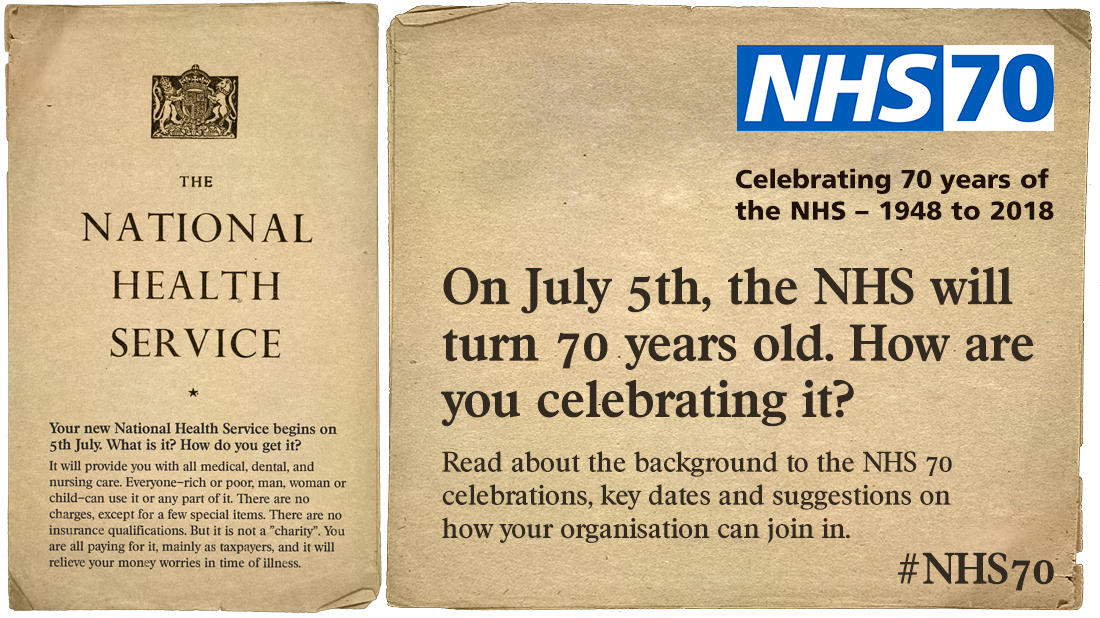 THE
NATIONAL
HEALTH
SERVICE
Your new National Health Service begins on
5th July. What is it? How do you get it?
It will provide you with all medical, dental, and
nursing care. Everyone–rich or poor, man, woman or
child–can use it or any part of it. There are no
charges, except for a few special items. There are no
insurance qualifications. But it is not a "charity". You
are all paying for it, mainly as taxpayers, and it will
relieve your money worries in time of illness.
NHS70
Celebrating 70 years of
the NHS – 1948 to 2018
On July 5th, the NHS will
turn 70 years old. How are
you celebrating it?
Read about the background to the NHS 70
celebrations, key dates and suggestions on
how your organisation can join in.
#NHS70